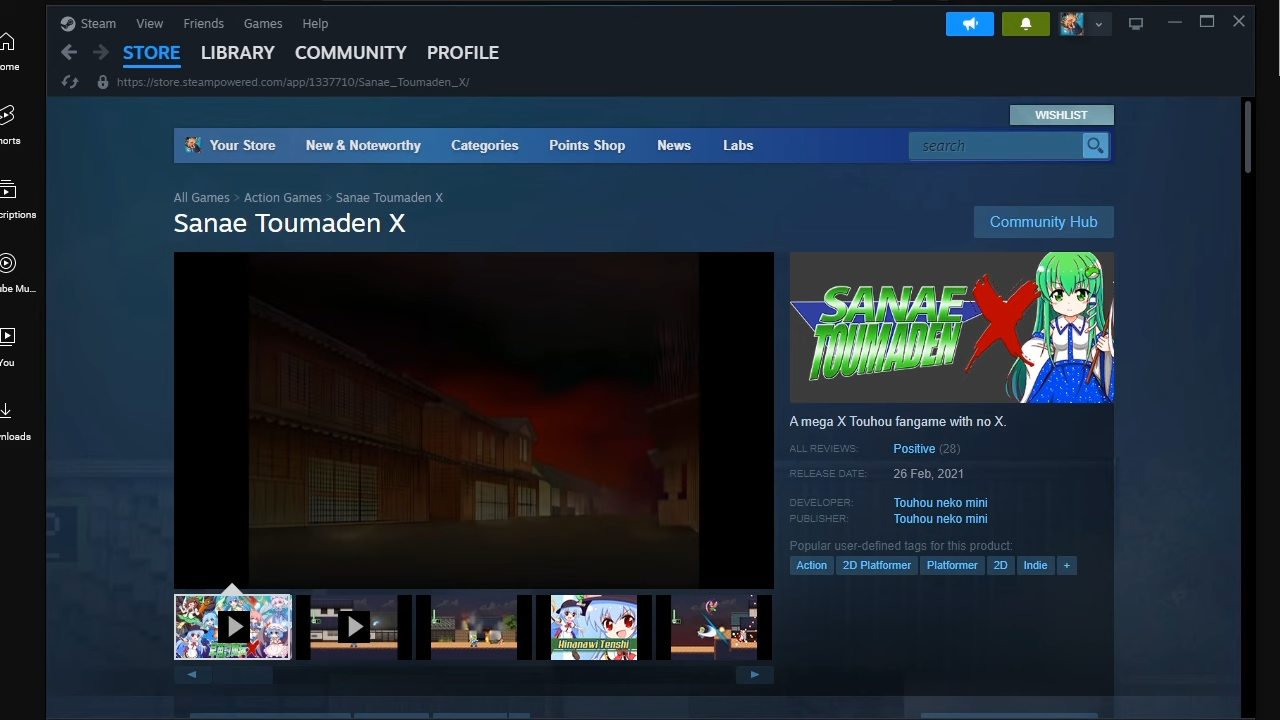 Steam View Friends Games Help
STORE LIBRARY COMMUNITY PROFILE
https://store.steampowered.com/app/1337710/Sanae_Toumaden_X/
WISHLIST
Your Store New & Noteworthy Categories Points Shop News Labs search
All Games > Action Games > Sanae Toumaden X
Sanae Toumaden X
Community Hub
SANAE
TOUMADEN X
A mega X Touhou fangame with no X.
ALL REVIEWS: Positive (28)
RELEASE DATE: 26 Feb, 2021
DEVELOPER: Touhou neko mini
PUBLISHER: Touhou neko mini
Popular user-defined tags for this product:
Action 2D Platformer Platformer 2D Indie +
Hinanawi Tenshi
ome
orts
criptions
ube Mu...
You
nloads